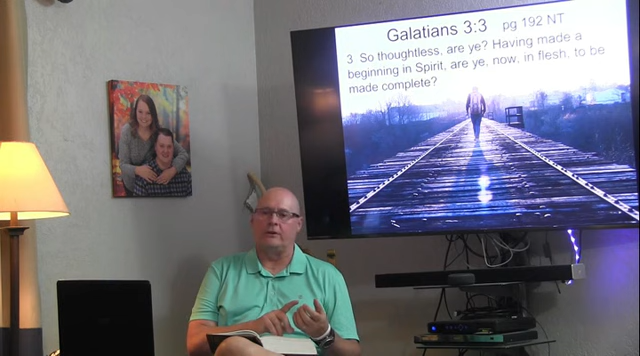 Galatians 3:3 pg 192 NT
3 So thoughtless, are ye? Having made a
beginning in Spirit, are ye, now, in flesh, to be
made complete?